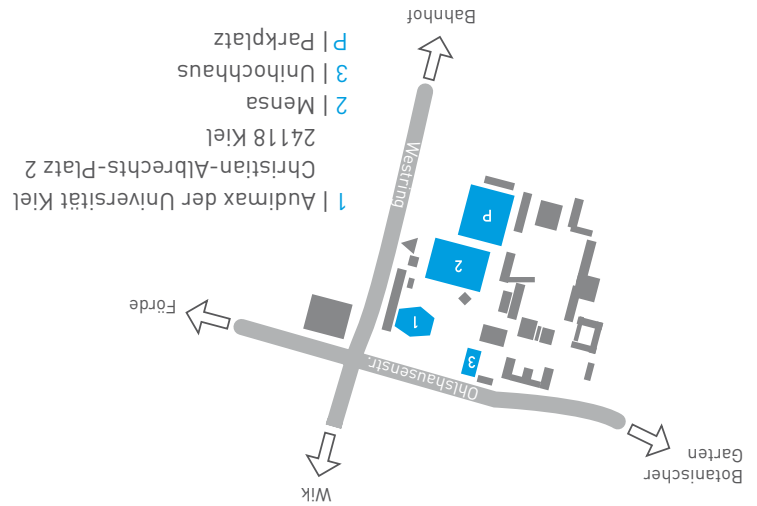 Botanischer
Garten
Wik
Ohlshausenstr.
Förde
3
1
2
P
Westring
1 | Audimax der Universität Kiel
Christian-Albrechts-Platz 2
24118 Kiel
2 | Mensa
3 | Unihochhaus
P | Parkplatz
Bahnhof